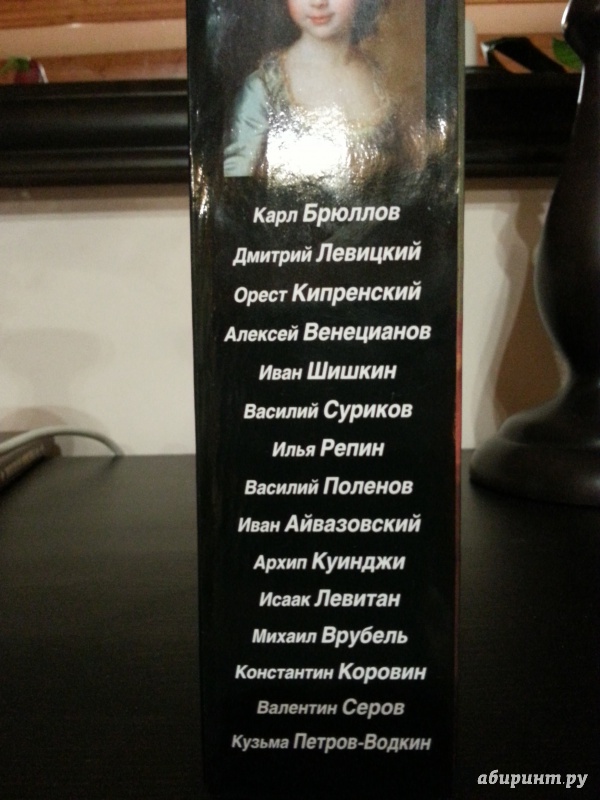 Карл Брюллов
Дмитрий Левицкий
Орест Кипренский
Алексей Венецианов
Иван Шишкин
Василий Суриков
Илья Репин
Василий Поленов
Иван Айвазовский
Архип Куинджи
Исаак Левитан
Михаил Врубель
Константин Коровин
Валентин Серов
Кузьма Петров-Водкин
абиринт.ру